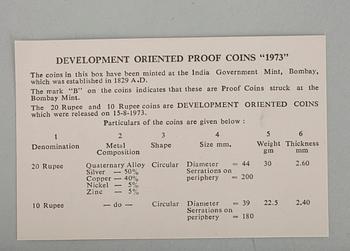 DEVELOPMENT ORIENTED PROOF COINS "1973"
The coins in this box have been minted at the India Government Mint, Bombay,
which was established in 1829 A.D.
The mark "B" on the coins indicates that these are Proof Coins struck at the
Bombay Mint.
The 20 Rupee and 10 Rupee coins are DEVELOPMENT ORIENTED COINS
which were released on 15-8-1973.
Particulars of the coins are given below :
1 2 3 4 5 6
Denomination Metal Composition Shape Size mm. Weight gm Thickness mm
20 Rupee Quaternary Alloy Circular Diameter = 44 30 2.60
Silver — 50% Serrations on
Copper — 40% periphery = 200
Nickel — 5%
Zinc — 5%
10 Rupee — do — Circular Diameter = 39 22.5 2.40
Serrations on
periphery = 180